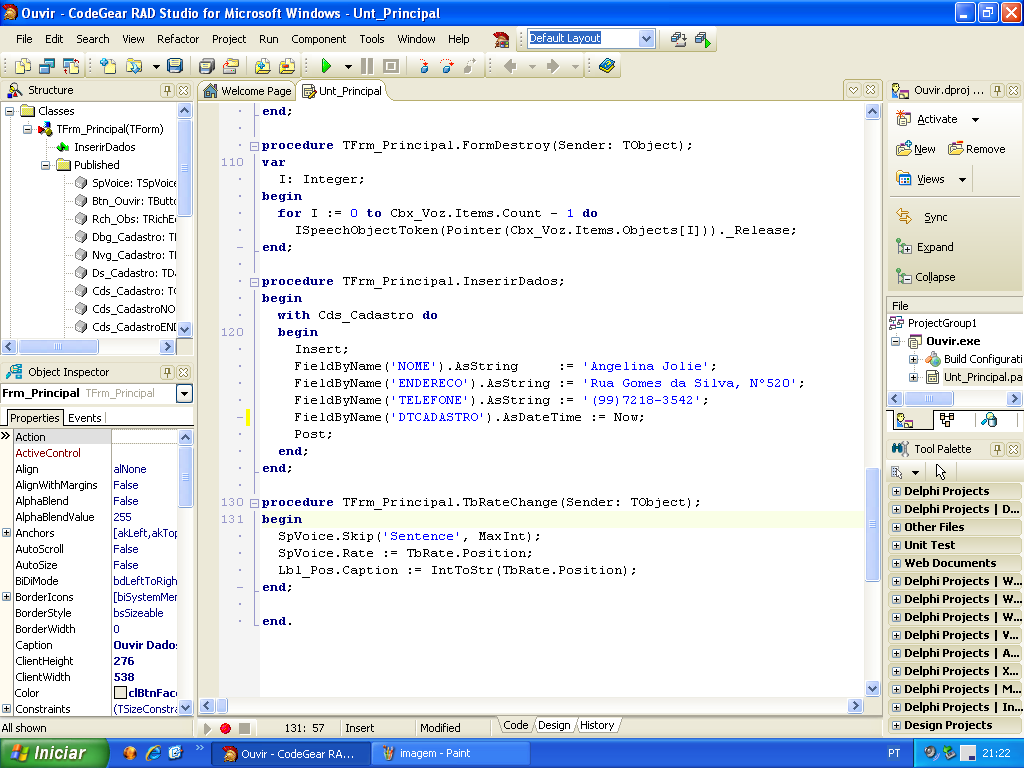 Ouvir - CodeGear RAD Studio for Microsoft Windows - Unt_Principal
File Edit Search View Refactor Project Run Component Tools Window Help
Default Layout
Structure
Classes
TFrm_Principal(TForm)
InserirDados
Published
SpVoice: TSpVoice
Btn_Ouvir: TButto
Rch_Obs: TRichE
Dbg_Cadastro: T
Nvg_Cadastro: T
Ds_Cadastro: TD
Cds_Cadastro: T
Cds_CadastroNO
Cds_CadastroEND
Object Inspector
Frm_Principal TFrm_Principal
Properties Events
Action
ActiveControl
Align alNone
AlignWithMargins False
AlphaBlend False
AlphaBlendValue 255
Anchors [akLeft,akTop
AutoScroll False
AutoSize False
BiDiMode bdLeftToRigh
BorderIcons [biSystemMen
BorderStyle bsSizeable
BorderWidth 0
Caption Ouvir Dados
ClientHeight 276
ClientWidth 538
Color clBtnFace
Constraints (TSizeConstra
All shown
Welcome Page Unt_Principal
end;
procedure TFrm_Principal.FormDestroy(Sender: TObject);
110 var
I: Integer;
begin
for I := 0 to Cbx_Voz.Items.Count - 1 do
ISpeechObjectToken(Pointer(Cbx_Voz.Items.Objects[I]))._Release;
end;
procedure TFrm_Principal.InserirDados;
begin
with Cds_Cadastro do
120 begin
Insert;
FieldByName('NOME').AsString := 'Angelina Jolie';
FieldByName('ENDERECO').AsString := 'Rua Gomes da Silva, N°520';
FieldByName('TELEFONE').AsString := '(99)7218-3542';
FieldByName('DTCADASTRO').AsDateTime := Now;
Post;
end;
end;
130 procedure TFrm_Principal.TbRateChange(Sender: TObject);
131 begin
SpVoice.Skip('Sentence', MaxInt);
SpVoice.Rate := TbRate.Position;
Lbl_Pos.Caption := IntToStr(TbRate.Position);
end;
end.
131: 57 Insert Modified Code Design History
Ouvir.dproj ...
Activate
New Remove
Views
Sync
Expand
Collapse
File
ProjectGroup1
Ouvir.exe
Build Configurati
Unt_Principal.pa
Tool Palette
Delphi Projects
Delphi Projects | D...
Other Files
Unit Test
Web Documents
Delphi Projects | W...
Delphi Projects | W...
Delphi Projects | W...
Delphi Projects | V...
Delphi Projects | A...
Delphi Projects | X...
Delphi Projects | M...
Delphi Projects | In...
Design Projects
Iniciar
Ouvir - CodeGear RA...
imagem - Paint
PT
21:22